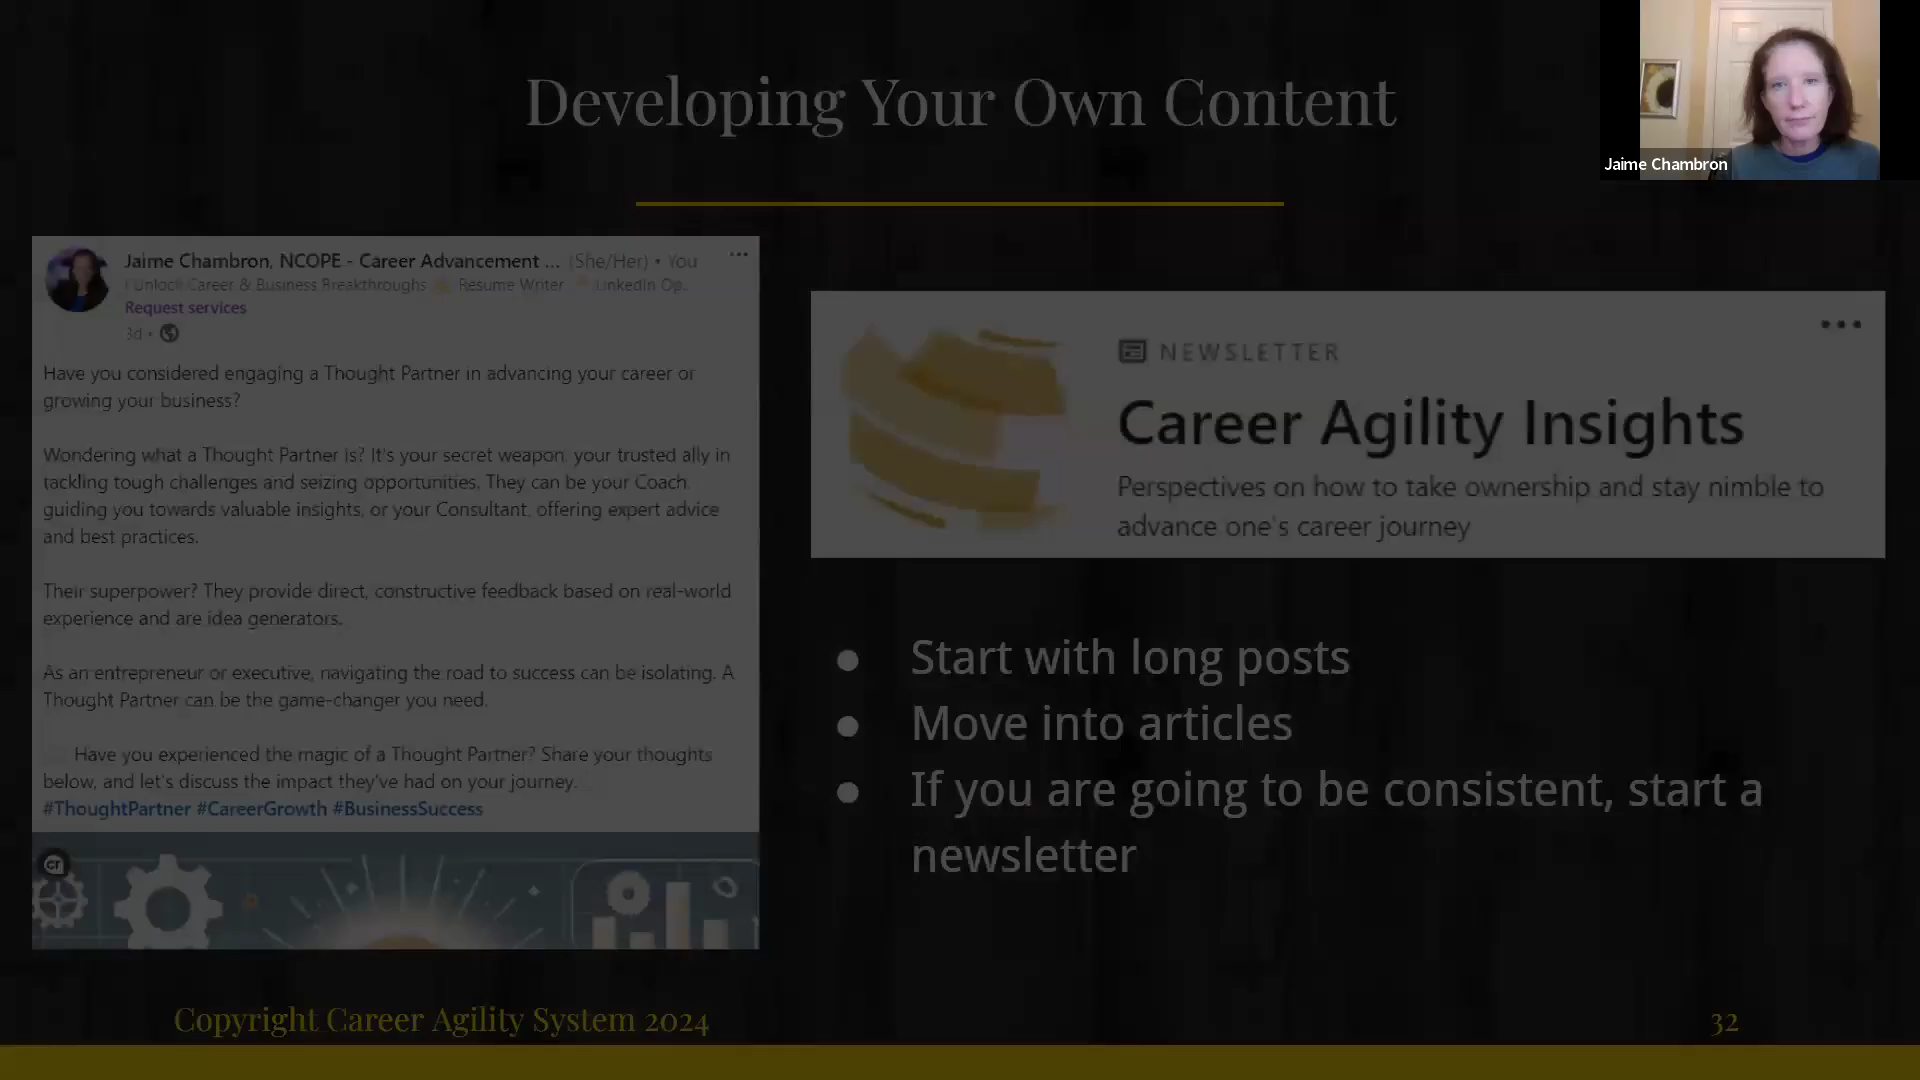 Developing Your Own Content
Jaime Chambron
Jaime Chambron, NCOPE - Career Advancement ... (She/Her) • You
I Unlock Career & Business Breakthroughs Resume Writer LinkedIn Op...
Request services
3d •
Have you considered engaging a Thought Partner in advancing your career or
growing your business?
Wondering what a Thought Partner is? It's your secret weapon, your trusted ally in
tackling tough challenges and seizing opportunities. They can be your Coach,
guiding you towards valuable insights, or your Consultant, offering expert advice
and best practices.
Their superpower? They provide direct, constructive feedback based on real-world
experience and are idea generators.
As an entrepreneur or executive, navigating the road to success can be isolating. A
Thought Partner can be the game-changer you need.
Have you experienced the magic of a Thought Partner? Share your thoughts
below, and let's discuss the impact they've had on your journey.
#ThoughtPartner #CareerGrowth #BusinessSuccess
cr
NEWSLETTER
Career Agility Insights
Perspectives on how to take ownership and stay nimble to
advance one's career journey
● Start with long posts
● Move into articles
● If you are going to be consistent, start a
newsletter
Copyright Career Agility System 2024
32